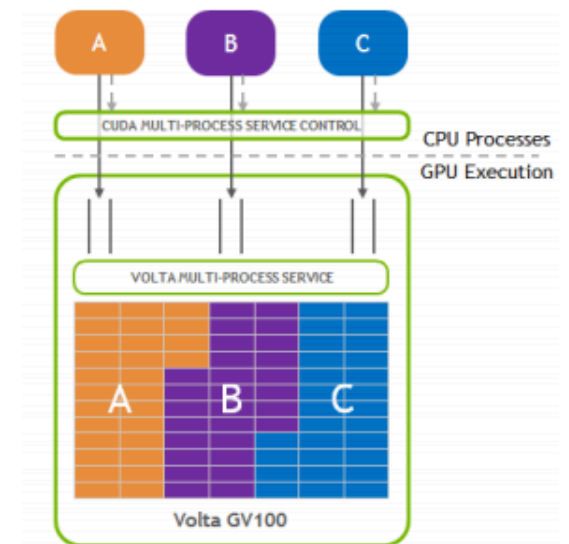 A
B
C
CUDA MULTI-PROCESS SERVICE CONTROL
CPU Processes
GPU Execution
VOLTA MULTI-PROCESS SERVICE
A
B
C
Volta GV100